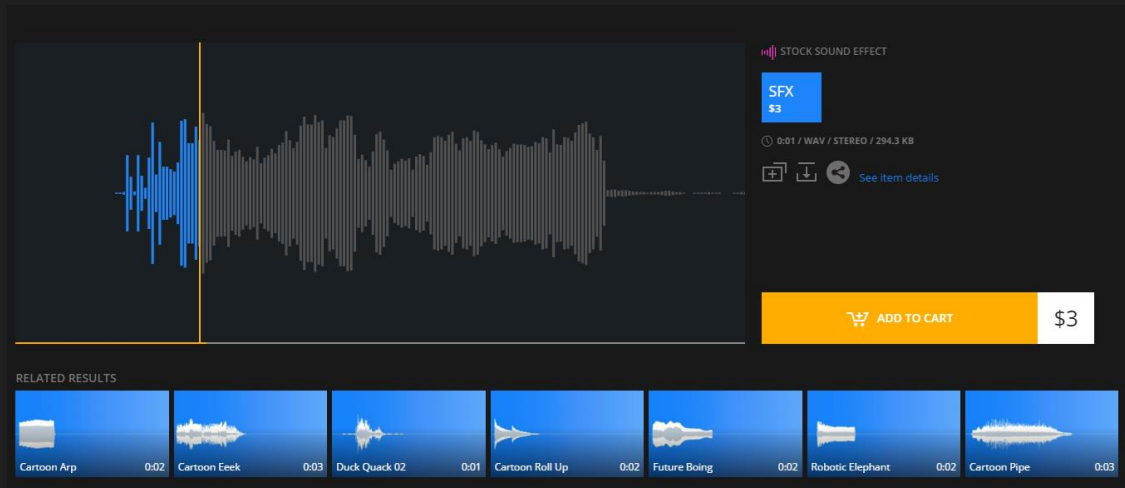 STOCK SOUND EFFECT
SFX
$3
0:01 / WAV / STEREO / 294.3 KB
See item details
ADD TO CART
$3
RELATED RESULTS
Cartoon Arp 0:02
Cartoon Eeek 0:03
Duck Quack 02 0:01
Cartoon Roll Up 0:02
Future Boing 0:02
Robotic Elephant 0:02
Cartoon Pipe 0:03